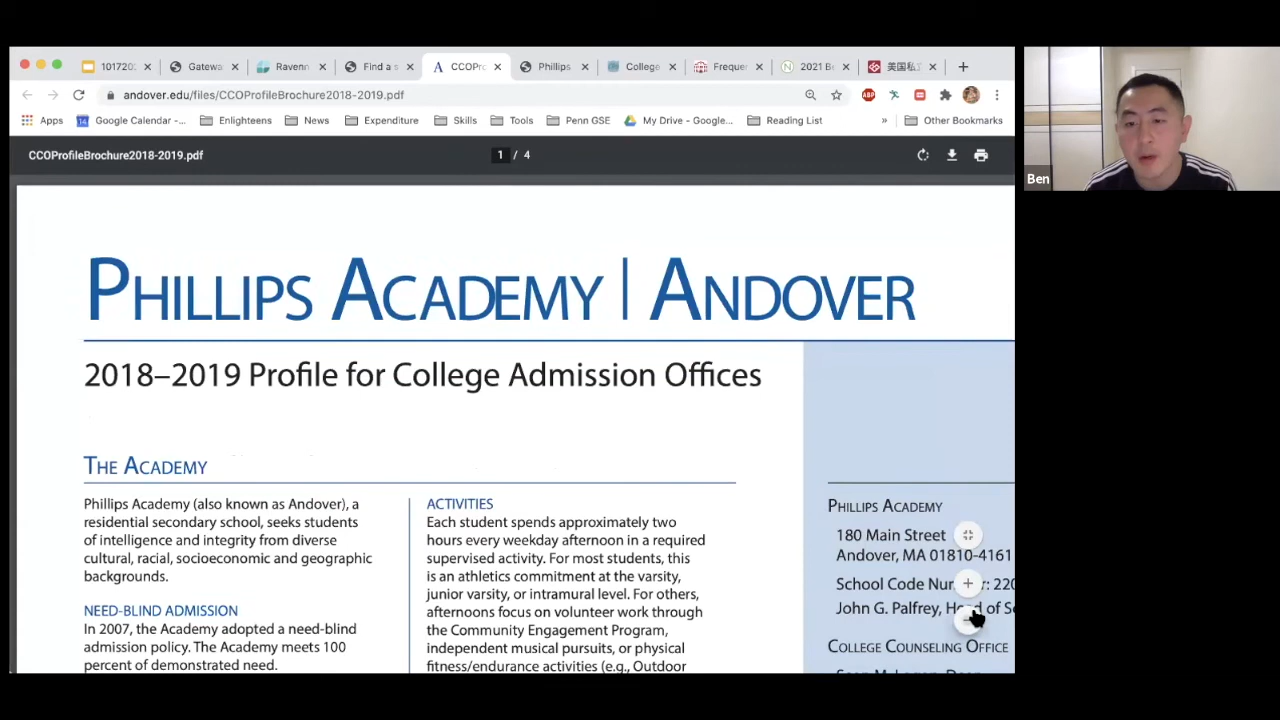 101720
Gatewa
Ravenn
Find a s
CCOPro
Phillips
College
Freque
2021 Be
美国私
andover.edu/files/CCOProfileBrochure2018-2019.pdf
ABP
Apps
Google Calendar -...
Enlighteens
News
Expenditure
Skills
Tools
Penn GSE
My Drive - Google...
Reading List
»
Other Bookmarks
CCOProfileBrochure2018-2019.pdf
1 / 4
Ben
PHILLIPS ACADEMY | ANDOVER
2018–2019 Profile for College Admission Offices
THE ACADEMY
Phillips Academy (also known as Andover), a
residential secondary school, seeks students
of intelligence and integrity from diverse
cultural, racial, socioeconomic and geographic
backgrounds.
NEED-BLIND ADMISSION
In 2007, the Academy adopted a need-blind
admission policy. The Academy meets 100
percent of demonstrated need.
ACTIVITIES
Each student spends approximately two
hours every weekday afternoon in a required
supervised activity. For most students, this
is an athletics commitment at the varsity,
junior varsity, or intramural level. For others,
afternoons focus on volunteer work through
the Community Engagement Program,
independent musical pursuits, or physical
fitness/endurance activities (e.g., Outdoor
PHILLIPS ACADEMY
180 Main Street
Andover, MA 01810-4161
School Code Nu r: 220
John G. Palfrey, H d of S
COLLEGE COUNSELING OFFICE